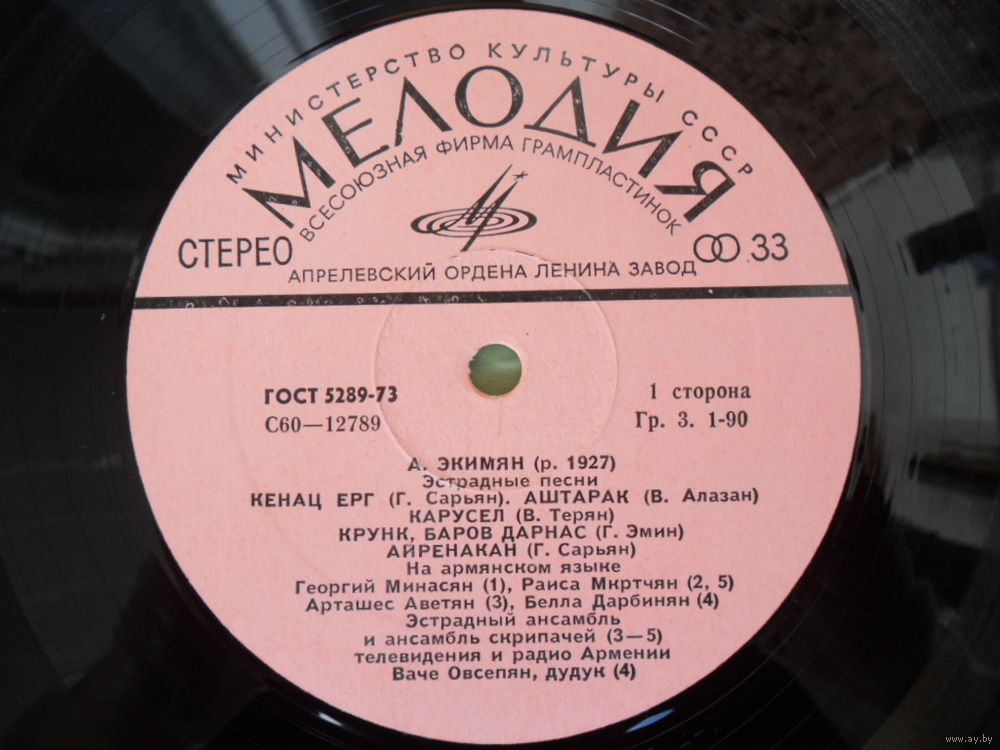 МИНИСТЕРСТВО КУЛЬТУРЫ СССР
МЕЛОДИЯ
ВСЕСОЮЗНАЯ ФИРМА ГРАМПЛАСТИНОК
СТЕРЕО
33
АПРЕЛЕВСКИЙ ОРДЕНА ЛЕНИНА ЗАВОД
ГОСТ 5289-73
1 сторона
С60—12789
Гр. 3. 1-90
А. ЭКИМЯН (р. 1927)
Эстрадные песни
КЕНАЦ ЕРГ (Г. Сарьян). АШТАРАК (В. Алазан)
КАРУСЕЛ (В. Терян)
КРУНК, БАРОВ ДАРНАС (Г. Эмин)
АЙРЕНАКАН (Г. Сарьян)
На армянском языке
Георгий Минасян (1), Раиса Мкртчян (2, 5)
Арташес Аветян (3), Белла Дарбинян (4)
Эстрадный ансамбль
и ансамбль скрипачей (3—5)
телевидения и радио Армении
Ваче Овсепян, дудук (4)
www.ay.by